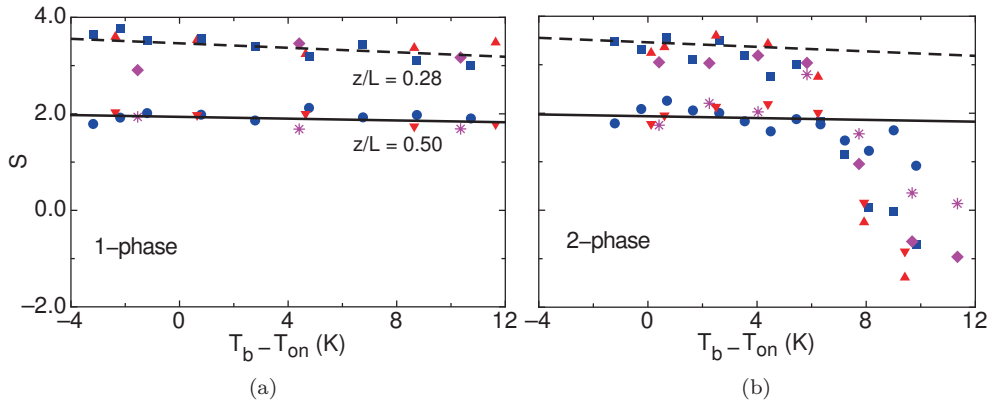 4.0
2.0
0.0
−2.0
S
z/L = 0.28
z/L = 0.50
1−phase
−4 0 4 8 12
T_b − T_on (K)
(a)
2−phase
−4 0 4 8 12
T_b − T_on (K)
(b)